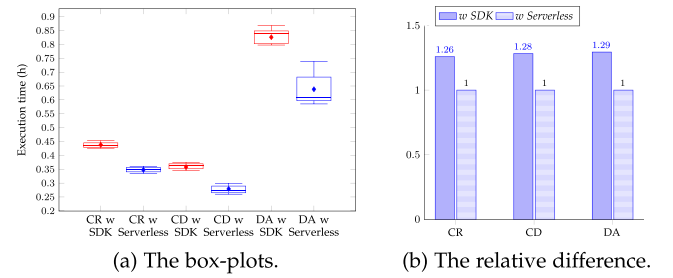 Execution time (h)
0.9
0.85
0.8
0.75
0.7
0.65
0.6
0.55
0.5
0.45
0.4
0.35
0.3
0.25
0.2
CR w SDK
CR w Serverless
CD w SDK
CD w Serverless
DA w SDK
DA w Serverless
(a) The box-plots.
w SDK
w Serverless
1.5
1
0.5
0
1.26
1
1.28
1
1.29
1
CR
CD
DA
(b) The relative difference.